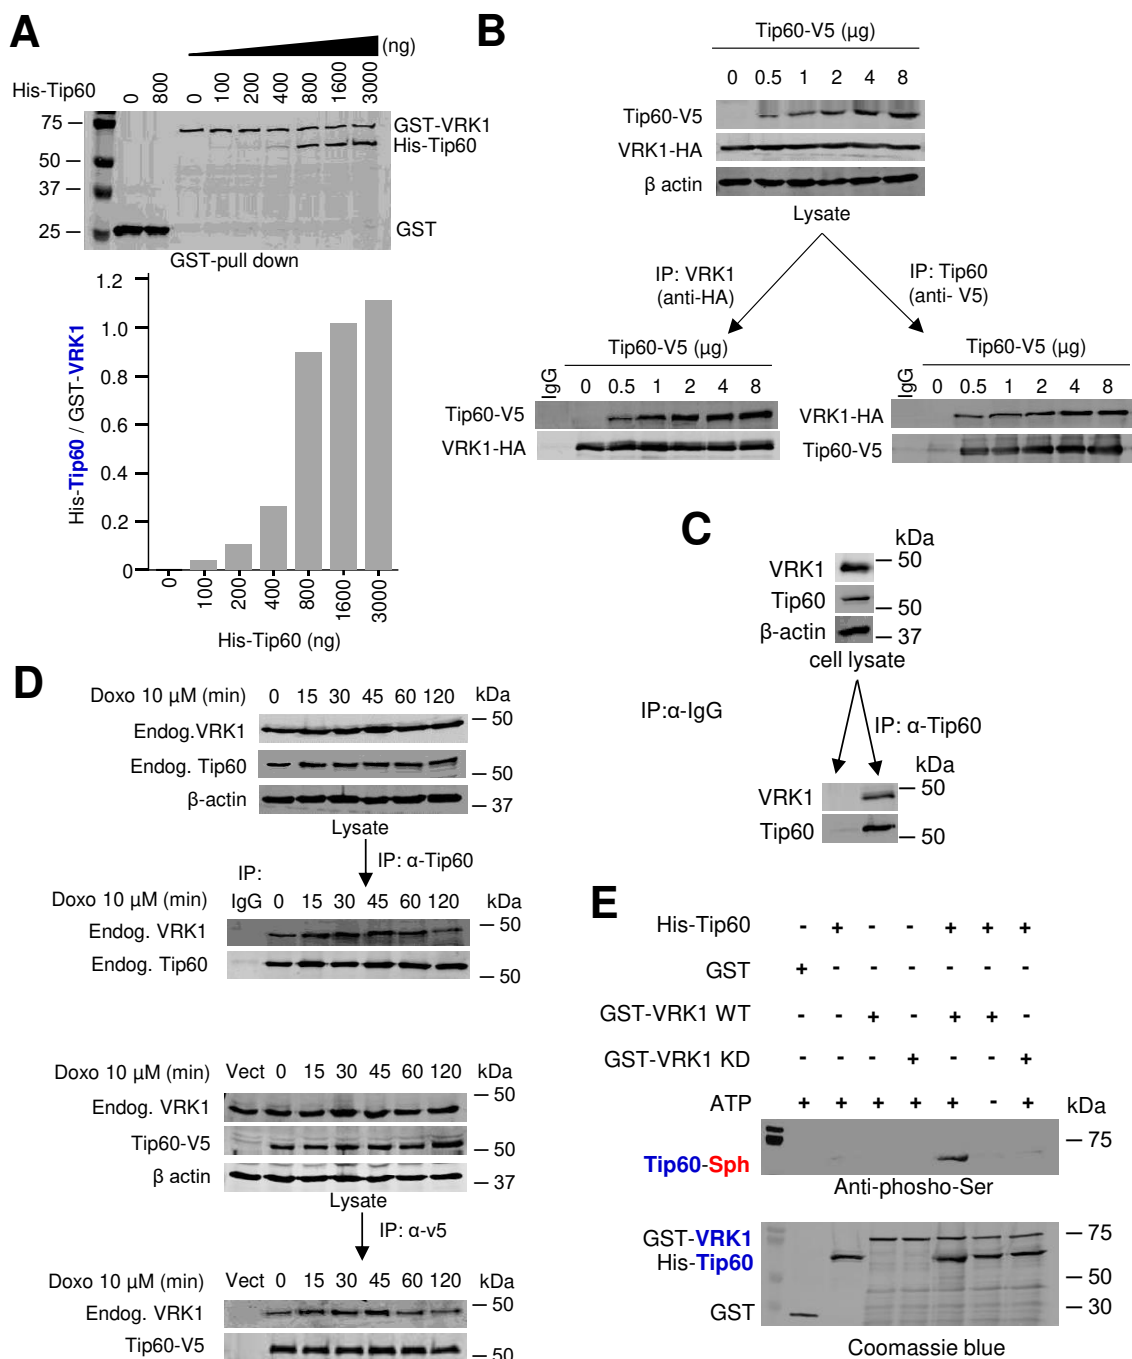 A
(ng)
His-Tip60
0 800 0 100 200 400 800 1600 3000
75
50
37
25
GST-VRK1
His-Tip60
GST
GST-pull down
His-Tip60 / GST-VRK1
1.2
1.0
0.8
0.6
0.4
0.2
0
0 100 200 400 800 1600 3000
His-Tip60 (ng)
B
Tip60-V5 (µg)
0 0.5 1 2 4 8
Tip60-V5
VRK1-HA
β actin
Lysate
IP: VRK1
(anti-HA)
IP: Tip60
(anti- V5)
Tip60-V5 (µg)
IgG 0 0.5 1 2 4 8
Tip60-V5
VRK1-HA
Tip60-V5 (µg)
IgG 0 0.5 1 2 4 8
VRK1-HA
Tip60-V5
C
kDa
VRK1
50
Tip60
50
β-actin
37
cell lysate
IP:α-IgG
IP: α-Tip60
kDa
VRK1
50
Tip60
50
D
Doxo 10 µM (min) 0 15 30 45 60 120 kDa
50
Endog.VRK1
Endog. Tip60
50
β-actin
37
Lysate
IP: α-Tip60
IP:
Doxo 10 µM (min) IgG 0 15 30 45 60 120 kDa
Endog. VRK1
50
Endog. Tip60
50
Doxo 10 µM (min) Vect 0 15 30 45 60 120 kDa
50
Endog. VRK1
Tip60-V5
50
β actin
37
Lysate
IP: α-v5
Doxo 10 µM (min) Vect 0 15 30 45 60 120 kDa
50
Endog. VRK1
Tip60-V5
50
E
His-Tip60 - + - - + + +
GST + - - - - - -
GST-VRK1 WT - - + - + + -
GST-VRK1 KD - - - + - - +
ATP + + + + + - + kDa
75
Tip60-Sph
Anti-phosho-Ser
GST-VRK1
75
His-Tip60
50
30
GST
Coomassie blue